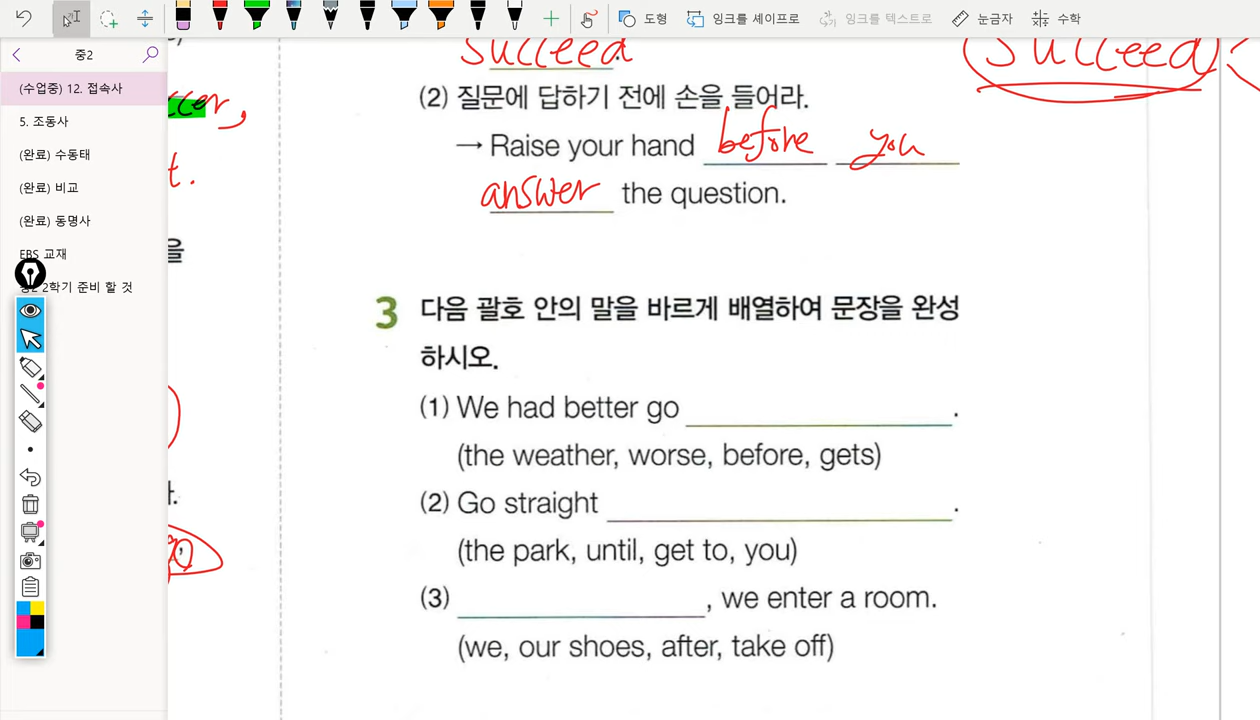 도형
잉크를 셰이프로
잉크를 텍스트로
눈금자
수학
중2
(수업중) 12. 접속사
5. 조동사
(완료) 수동태
(완료) 비교
(완료) 동명사
EBS 교재
2학기 준비 할 것
succeed
succeed
(2) 질문에 답하기 전에 손을 들어라.
→ Raise your hand before you
answer the question.
을
t.
3 다음 괄호 안의 말을 바르게 배열하여 문장을 완성
하시오.
(1) We had better go .
(the weather, worse, before, gets)
(2) Go straight .
(the park, until, get to, you)
(3) , we enter a room.
(we, our shoes, after, take off)